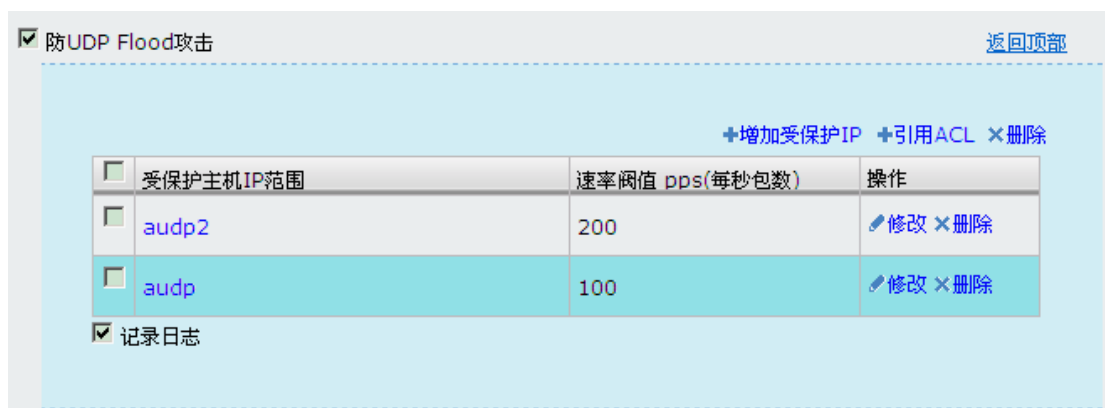 防UDP Flood攻击 返回顶部
增加受保护IP 引用ACL 删除
受保护主机IP范围 速率阀值 pps(每秒包数) 操作
audp2 200 修改 删除
audp 100 修改 删除
记录日志